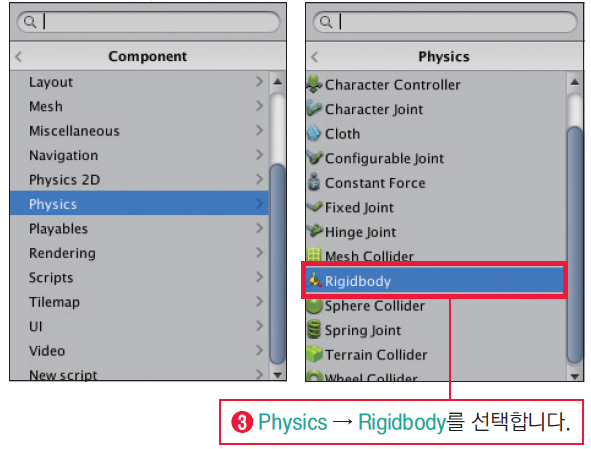 Component
Layout
Mesh
Miscellaneous
Navigation
Physics 2D
Physics
Playables
Rendering
Scripts
Tilemap
UI
Video
New script
Physics
Character Controller
Character Joint
Cloth
Configurable Joint
Constant Force
Fixed Joint
Hinge Joint
Mesh Collider
Rigidbody
Sphere Collider
Spring Joint
Terrain Collider
Wheel Collider
❸ Physics → Rigidbody를 선택합니다.